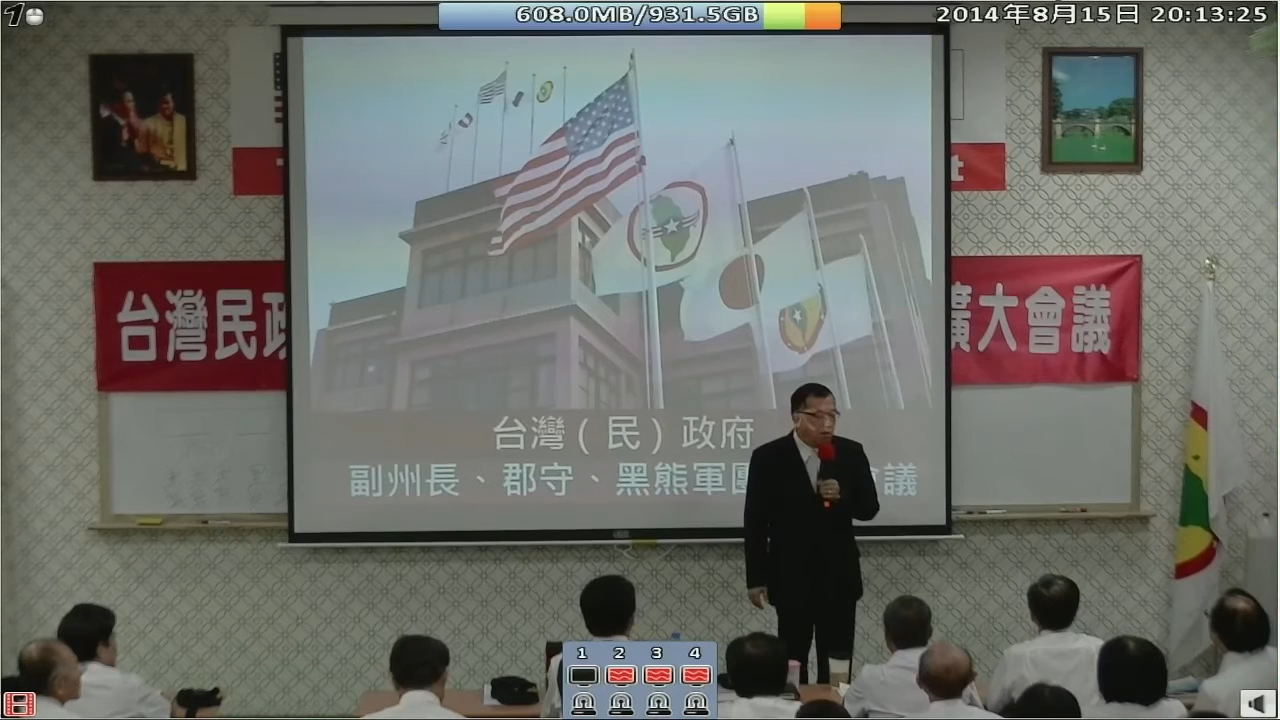 1
608.0MB/931.5GB
2014年8月15日 20:13:25
t
台灣民政
擴大會議
台灣（民）政府
副州長、郡守、黑熊軍團 會議
1 2 3 4